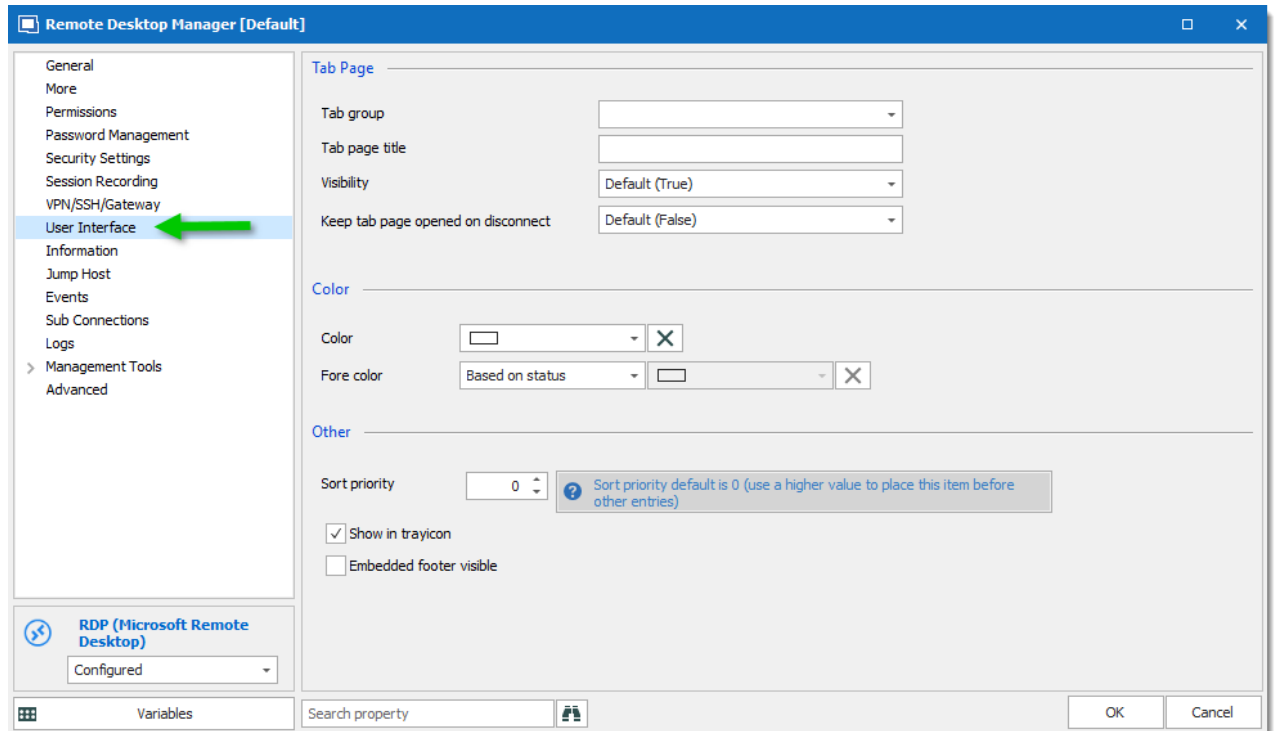 Remote Desktop Manager [Default]
General
More
Permissions
Password Management
Security Settings
Session Recording
VPN/SSH/Gateway
User Interface
Information
Jump Host
Events
Sub Connections
Logs
Management Tools
Advanced
RDP (Microsoft Remote
Desktop)
Configured
Variables
Tab Page
Tab group
Tab page title
Visibility
Default (True)
Keep tab page opened on disconnect
Default (False)
Color
Color
Fore color
Based on status
Other
Sort priority
0
Sort priority default is 0 (use a higher value to place this item before
other entries)
Show in trayicon
Embedded footer visible
Search property
OK
Cancel